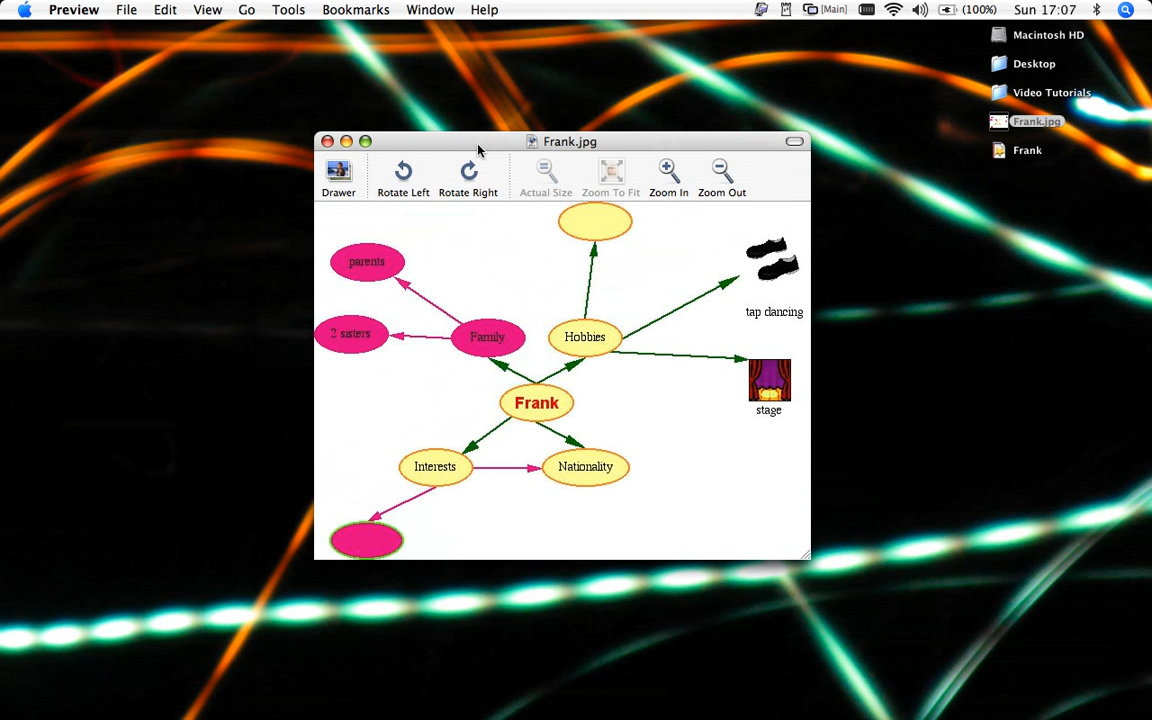 Preview File Edit View Go Tools Bookmarks Window Help [Main] (100%) Sun 17:07
Macintosh HD
Desktop
Video Tutorials
Frank.jpg
Frank
Frank.jpg
Drawer Rotate Left Rotate Right Actual Size Zoom To Fit Zoom In Zoom Out
parents
tap dancing
2 sisters Family Hobbies
Frank
stage
Interests Nationality